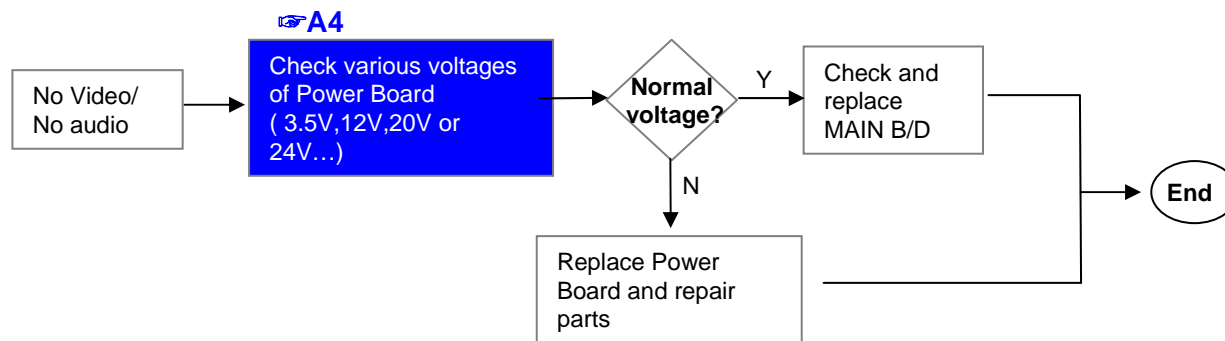 ☞A4
No Video/
No audio
Check various voltages
of Power Board
( 3.5V,12V,20V or
24V…)
Normal
voltage?
Y
Check and
replace
MAIN B/D
N
Replace Power
Board and repair
parts
End